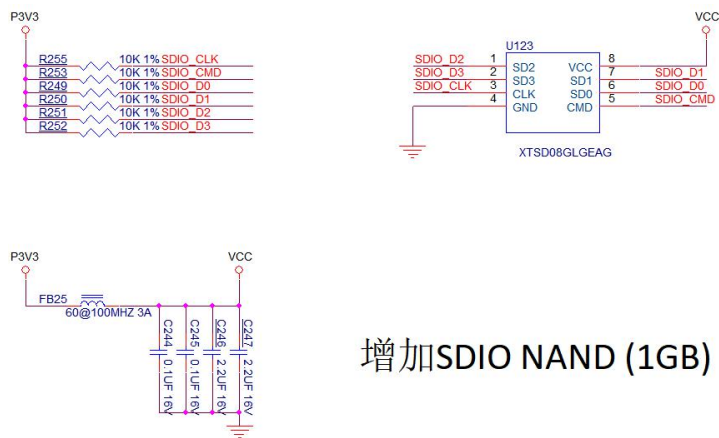 P3V3
R255 10K 1% SDIO_CLK
R253 10K 1% SDIO_CMD
R249 10K 1% SDIO_D0
R250 10K 1% SDIO_D1
R251 10K 1% SDIO_D2
R252 10K 1% SDIO_D3
VCC
U123
SDIO_D2 1 SD2 VCC 8
SDIO_D3 2 SD3 SD1 7 SDIO_D1
SDIO_CLK 3 CLK SD0 6 SDIO_D0
4 GND CMD 5 SDIO_CMD
XTSD08GLGEAG
P3V3
VCC
FB25
60@100MHZ 3A
C244 0.1UF 16V
C245 0.1UF 16V
C246 2.2UF 16V
C247 2.2UF 16V
增加SDIO NAND (1GB)